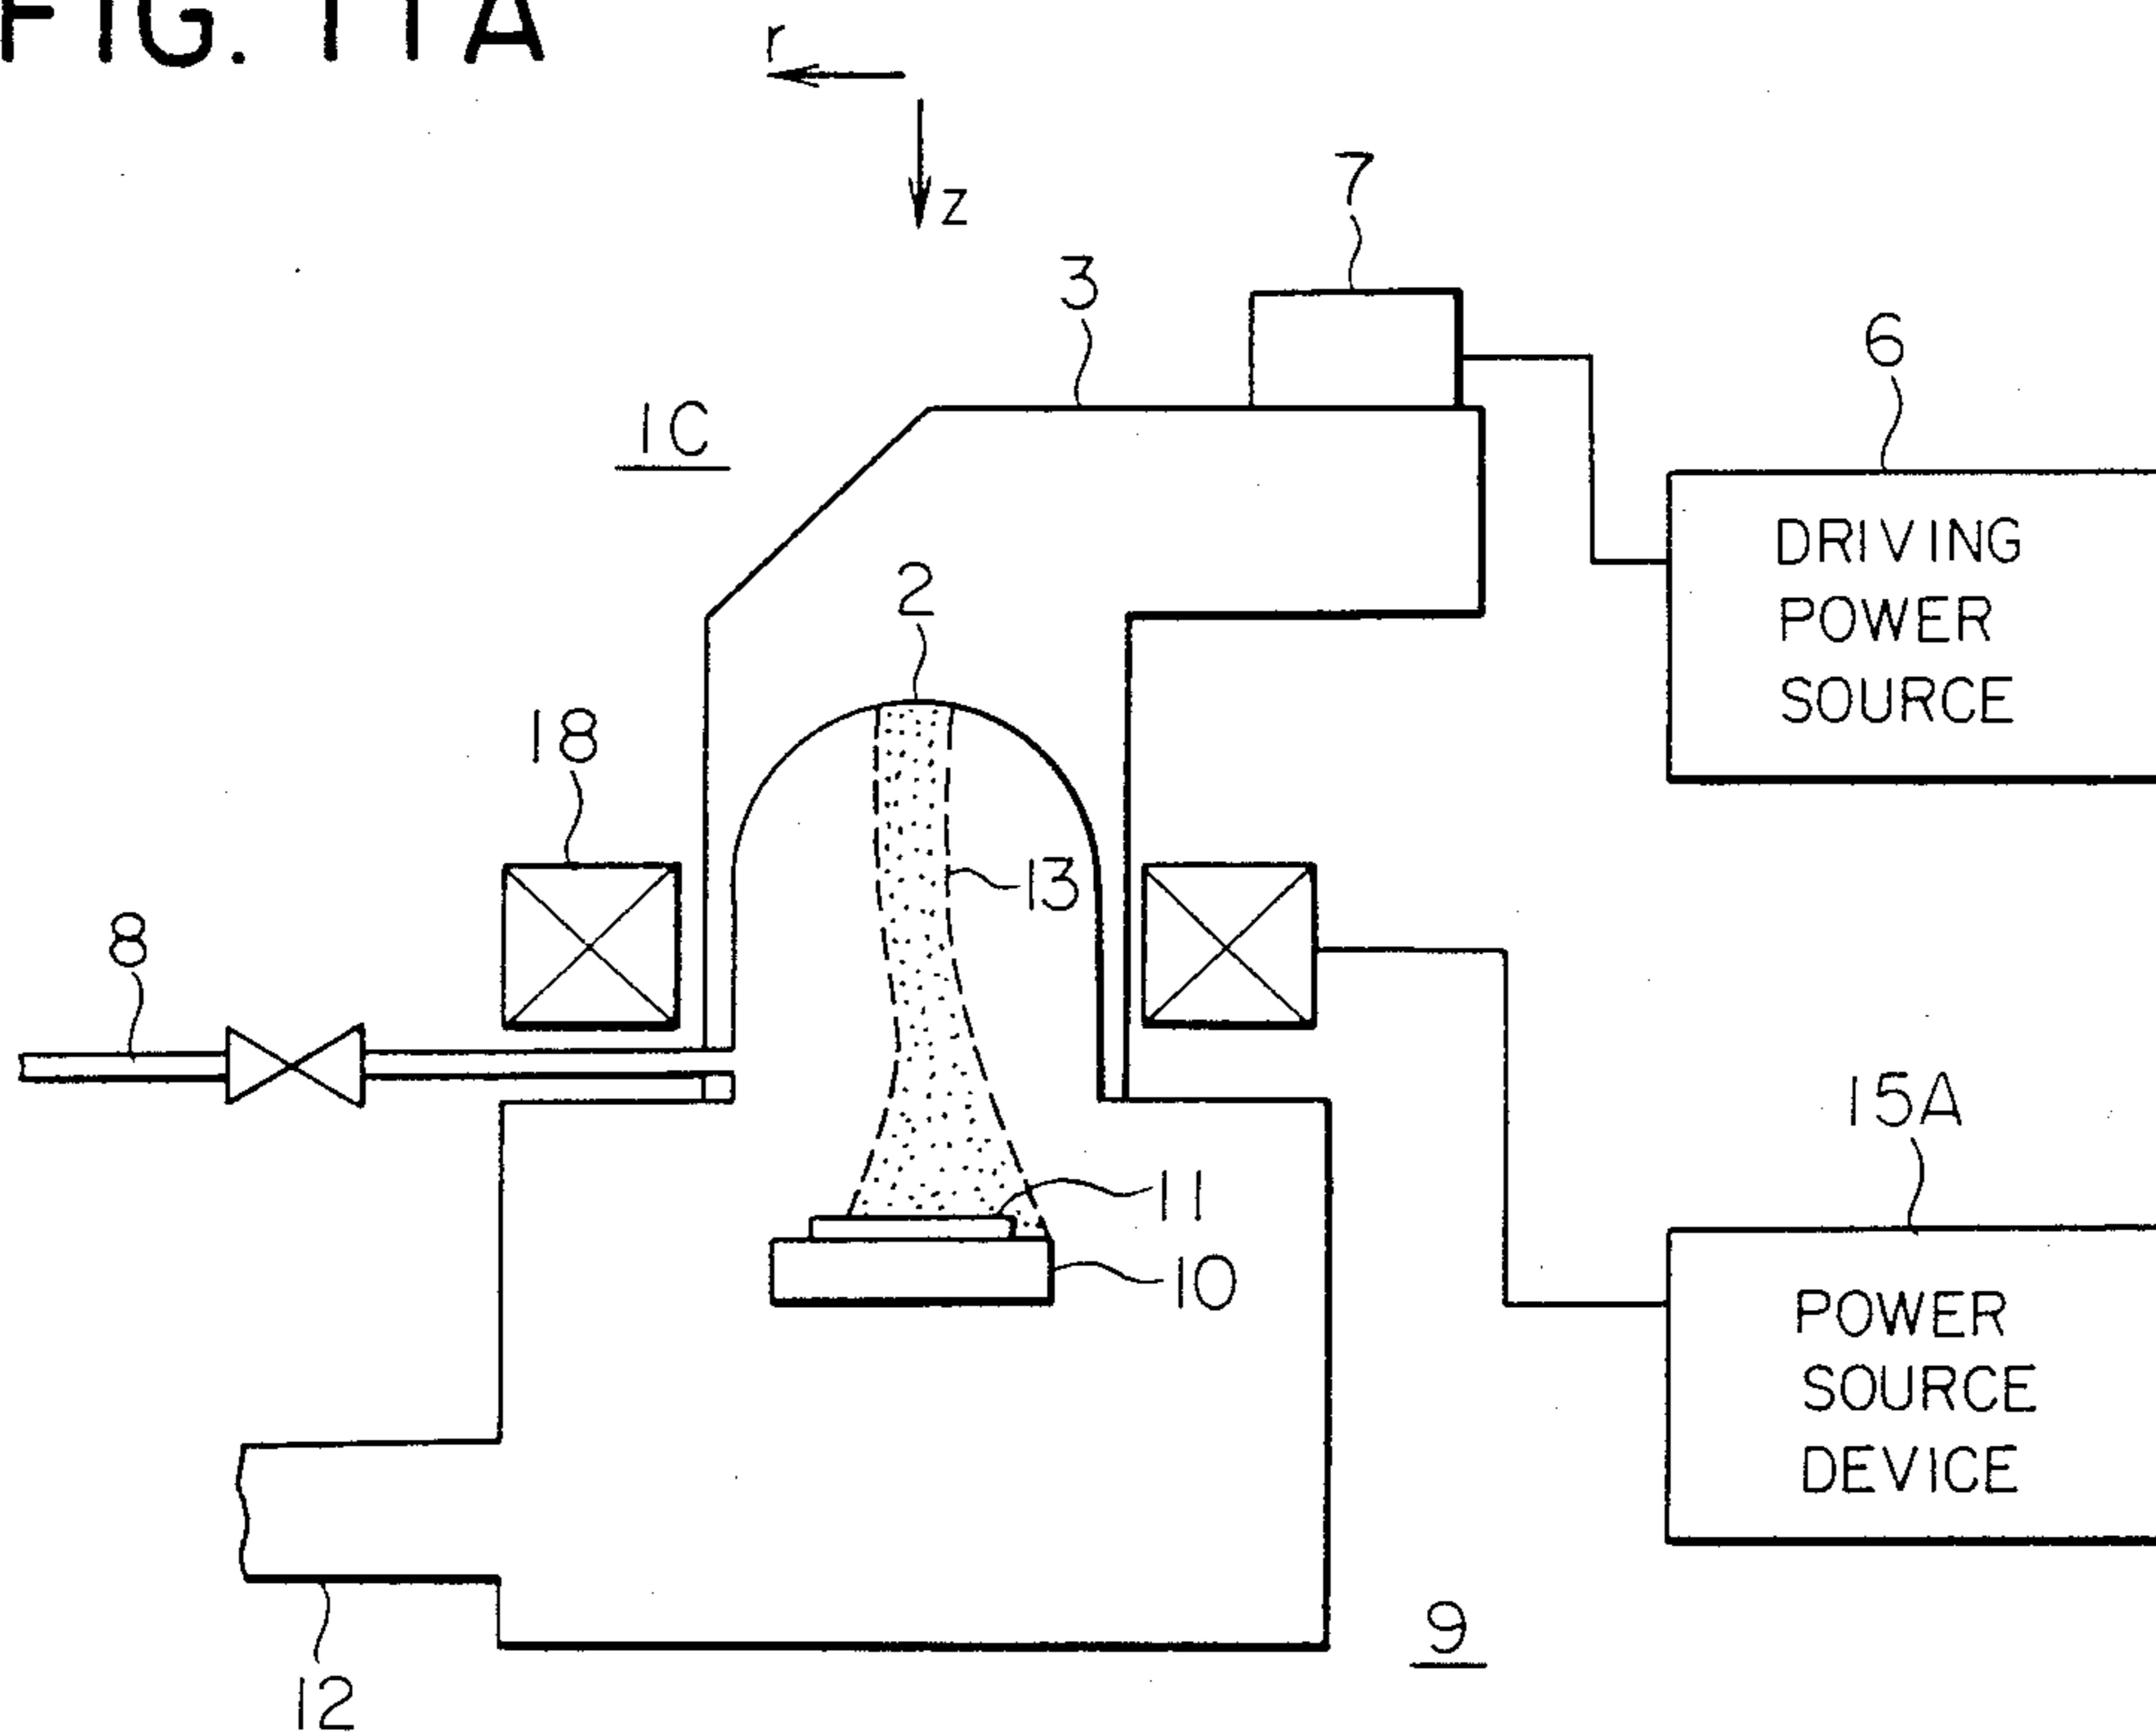 FIG. 11A
r
z
7
3
6
1C
DRIVING
POWER
SOURCE
2
18
13
8
15A
11
10
POWER
SOURCE
DEVICE
9
12